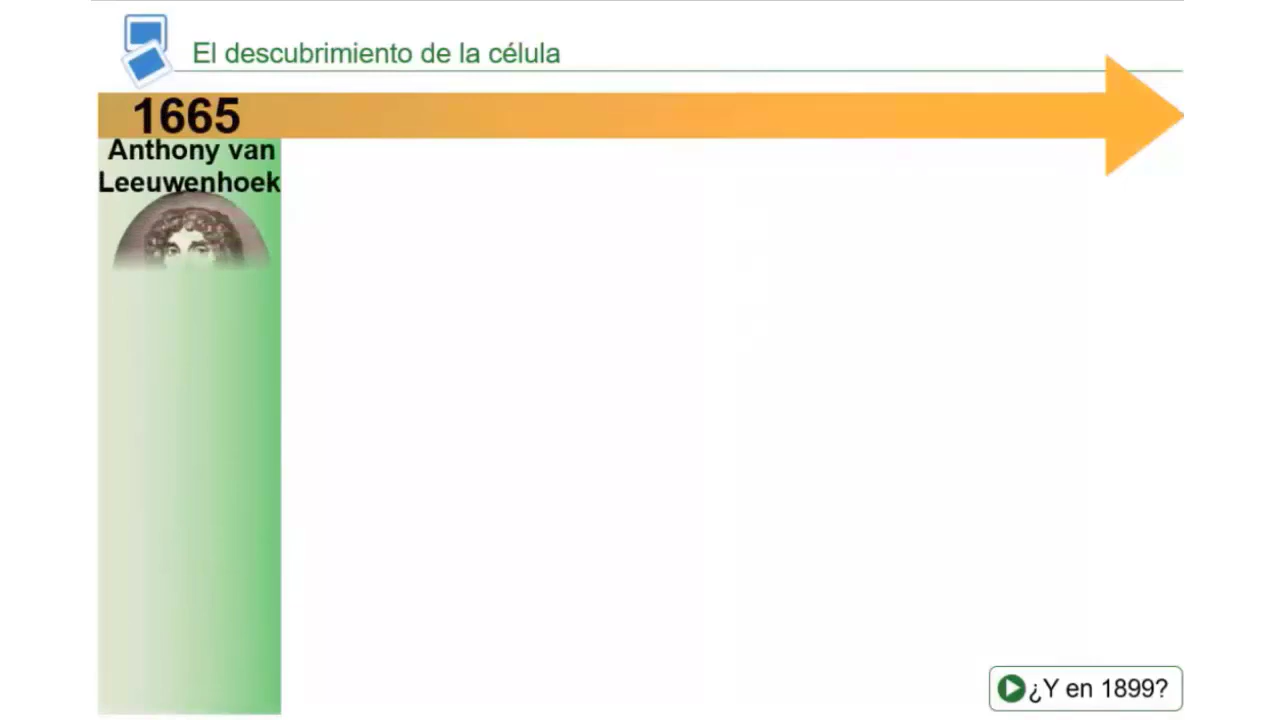 El descubrimiento de la célula
1665
Anthony van
Leeuwenhoek
¿Y en 1899?